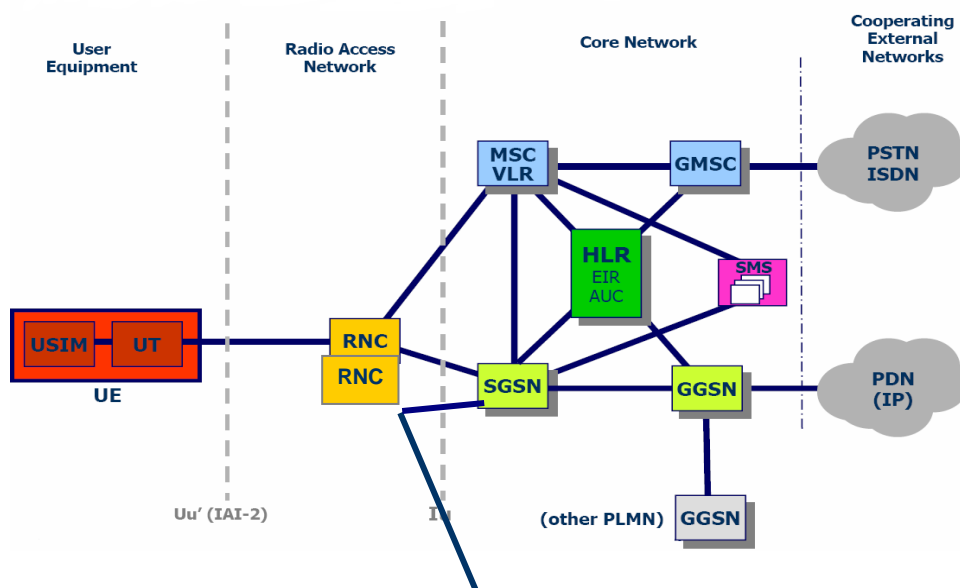 User
Equipment
Radio Access
Network
Core Network
Cooperating
External
Networks
MSC
VLR
GMSC
PSTN
ISDN
HLR
EIR
AUC
SMS
USIM
UT
UE
RNC
RNC
SGSN
GGSN
PDN
(IP)
Uu' (IAI-2)
Iu
(other PLMN)
GGSN